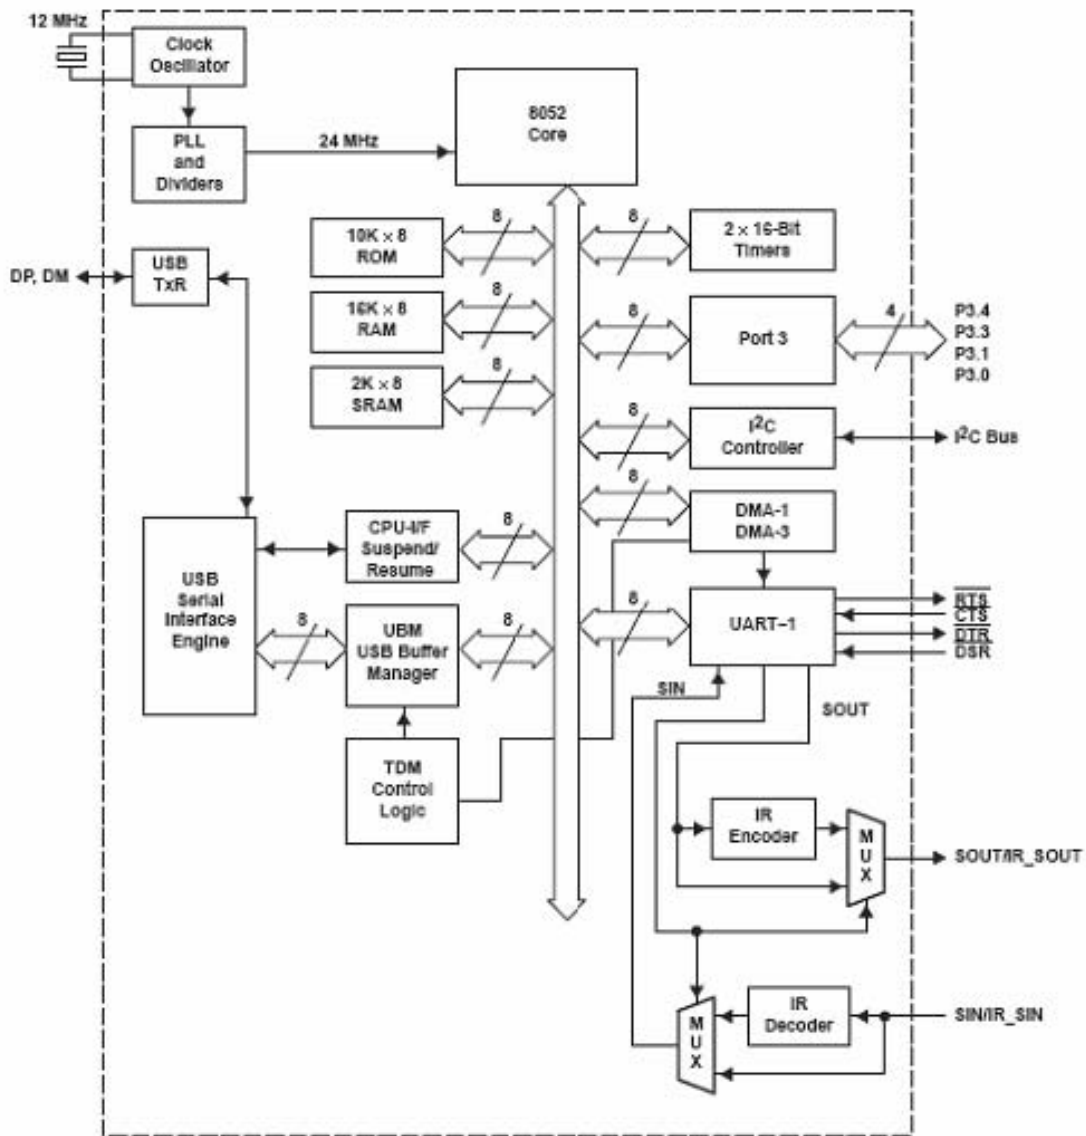 12 MHz
Clock
Oscillator
8052
Core
PLL
and
Dividers
24 MHz
8
10K × 8
ROM
8
2 × 16-Bit
Timers
DP, DM
USB
TxR
8
16K × 8
RAM
8
Port 3
4
P3.4
P3.3
P3.1
P3.0
8
2K × 8
SRAM
8
I²C
Controller
I²C Bus
8
DMA-1
DMA-3
USB
Serial
Interface
Engine
CPU-I/F
Suspend/
Resume
8
8
UBM
USB Buffer
Manager
8
8
UART–1
RTS
CTS
DTR
DSR
SIN
SOUT
TDM
Control
Logic
IR
Encoder
MUX
SOUT/IR_SOUT
MUX
IR
Decoder
SIN/IR_SIN